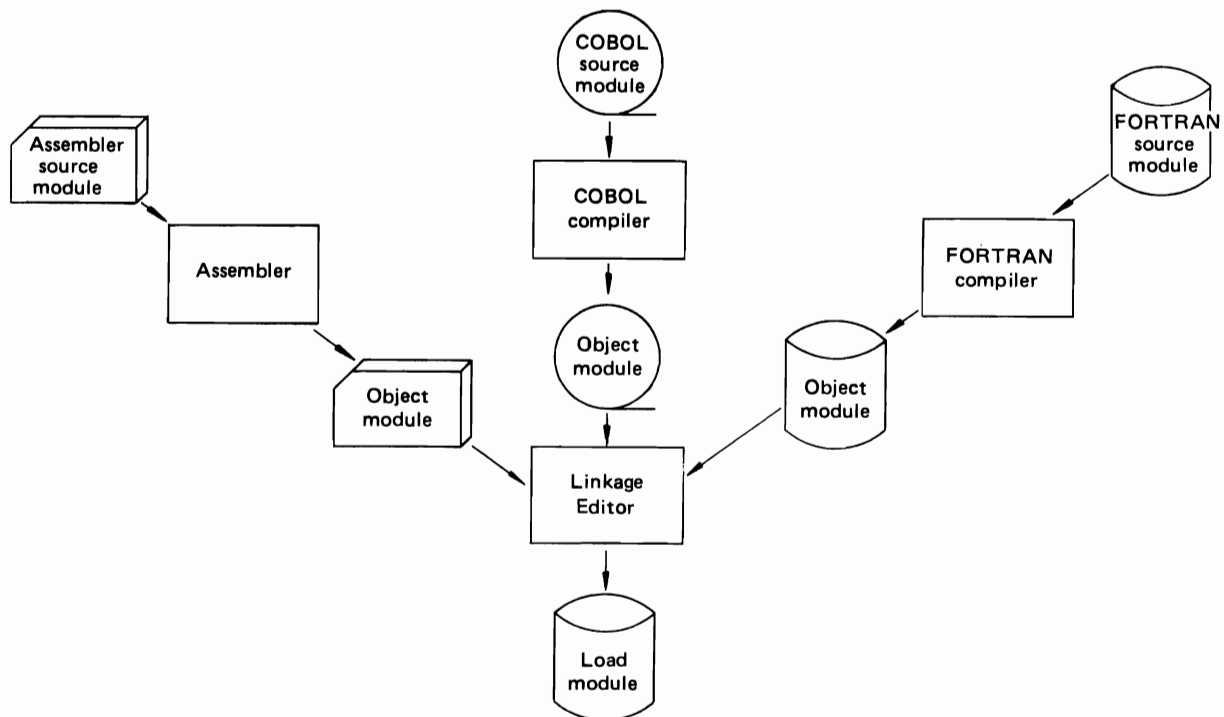 COBOL
source
module
Assembler
source
module
FORTRAN
source
module
COBOL
compiler
Assembler
FORTRAN
compiler
Object
module
Object
module
Object
module
Linkage
Editor
Load
module